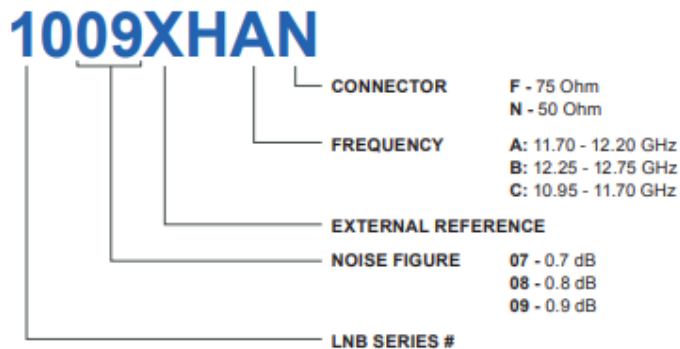 1009XHAN
CONNECTOR F - 75 Ohm
N - 50 Ohm
FREQUENCY A: 11.70 - 12.20 GHz
B: 12.25 - 12.75 GHz
C: 10.95 - 11.70 GHz
EXTERNAL REFERENCE
NOISE FIGURE 07 - 0.7 dB
08 - 0.8 dB
09 - 0.9 dB
LNB SERIES #